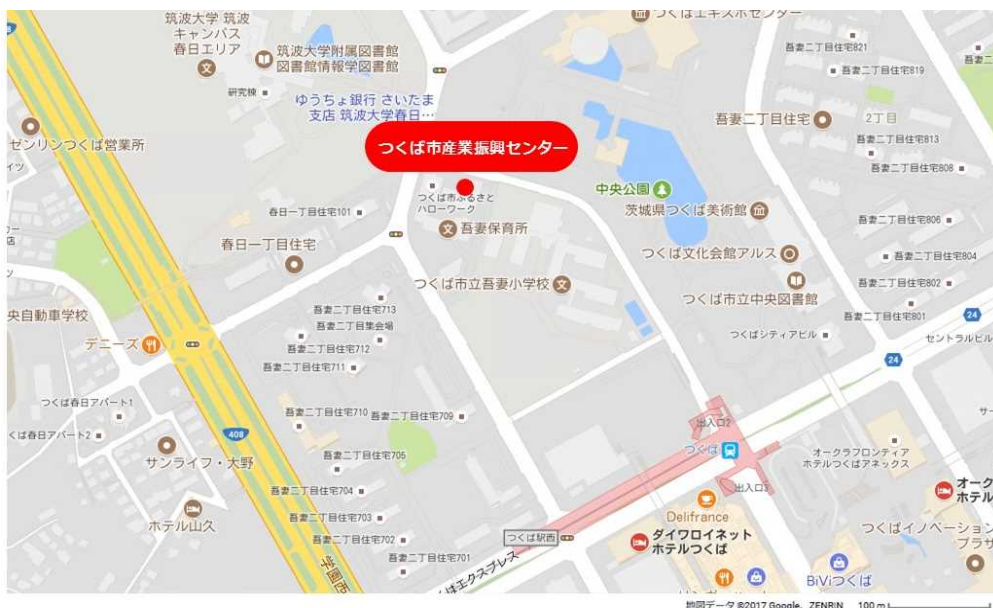 筑波大学 筑波
キャンパス
春日エリア
筑波大学附属図書館
図書館情報学図書館
研究棟
ゆうちょ銀行 さいたま
支店 筑波大学春日…
つくばエキスポセンター
吾妻二丁目住宅821
吾妻二丁目住宅819
吾妻二丁目住宅
2丁目
吾妻二丁目住宅813
吾妻二丁目住宅808
ゼンリンつくば営業所
つくば市産業振興センター
つくば市ふるさと
ハローワーク
中央公園
茨城県つくば美術館
春日一丁目住宅101
吾妻保育所
吾妻二丁目住宅806
春日一丁目住宅
つくば文化会館アルス
吾妻二丁目住宅804
つくば市立吾妻小学校
吾妻二丁目住宅802
つくば市立中央図書館
吾妻二丁目住宅713
吾妻二丁目集会場
吾妻二丁目住宅801
24
央自動車学校
デニーズ
吾妻二丁目住宅712
つくばシティアビル
セントラルビル
吾妻二丁目住宅711
24
つくば春日アパート1
吾妻二丁目住宅710
吾妻二丁目住宅709
出入口2
くば春日アパート2
408
つくば
オークラフロンティア
ホテルつくばアネックス
サンライフ・大野
吾妻二丁目住宅705
吾妻二丁目住宅704
出入口3
オーク
ホテル
ホテル山久
吾妻二丁目住宅703
Delifrance
吾妻二丁目住宅702
つくば駅西
ダイワロイネット
ホテルつくば
つくばイノベーション
プラザ
吾妻二丁目住宅701
くばエクスプレス
学園西
BiViつくば
地図データ ©2017 Google、ZENRIN 100 m